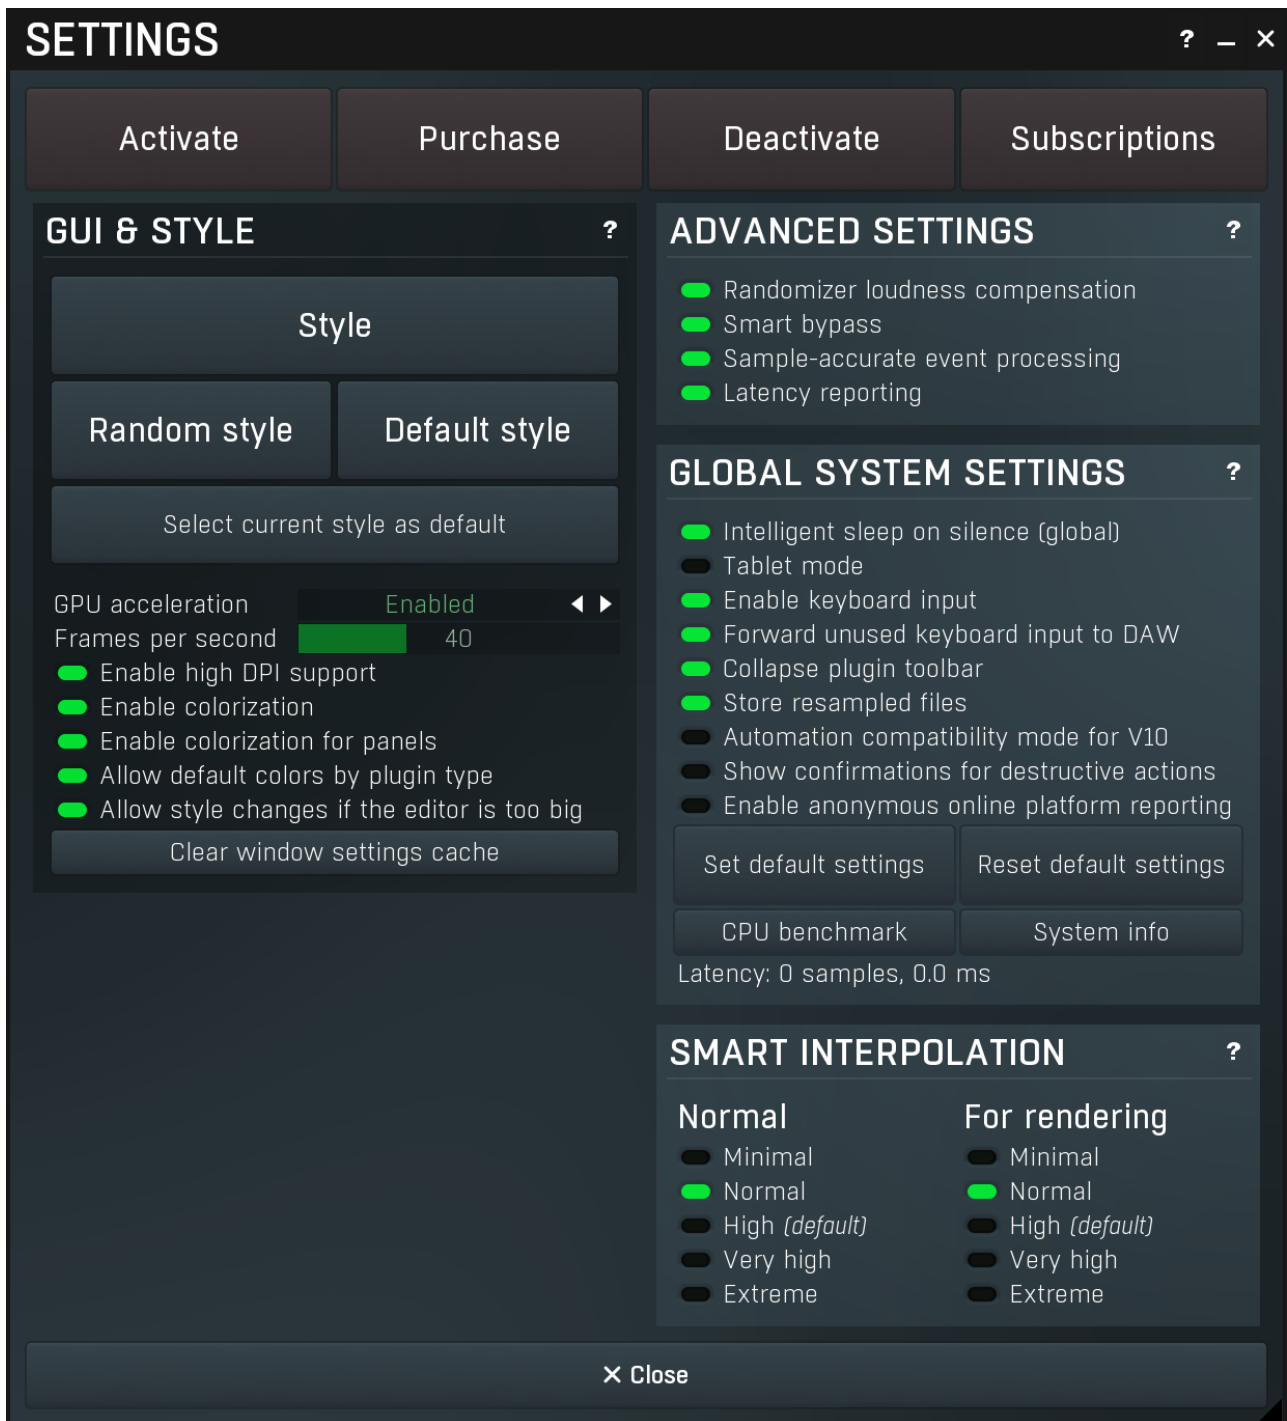 SETTINGS
? _ ×
Activate Purchase Deactivate Subscriptions
GUI & STYLE ?
Style
Random style Default style
Select current style as default
GPU acceleration Enabled
Frames per second 40
Enable high DPI support
Enable colorization
Enable colorization for panels
Allow default colors by plugin type
Allow style changes if the editor is too big
Clear window settings cache
ADVANCED SETTINGS ?
Randomizer loudness compensation
Smart bypass
Sample-accurate event processing
Latency reporting
GLOBAL SYSTEM SETTINGS ?
Intelligent sleep on silence (global)
Tablet mode
Enable keyboard input
Forward unused keyboard input to DAW
Collapse plugin toolbar
Store resampled files
Automation compatibility mode for V10
Show confirmations for destructive actions
Enable anonymous online platform reporting
Set default settings Reset default settings
CPU benchmark System info
Latency: 0 samples, 0.0 ms
SMART INTERPOLATION ?
Normal For rendering
Minimal Minimal
Normal Normal
High (default) High (default)
Very high Very high
Extreme Extreme
× Close